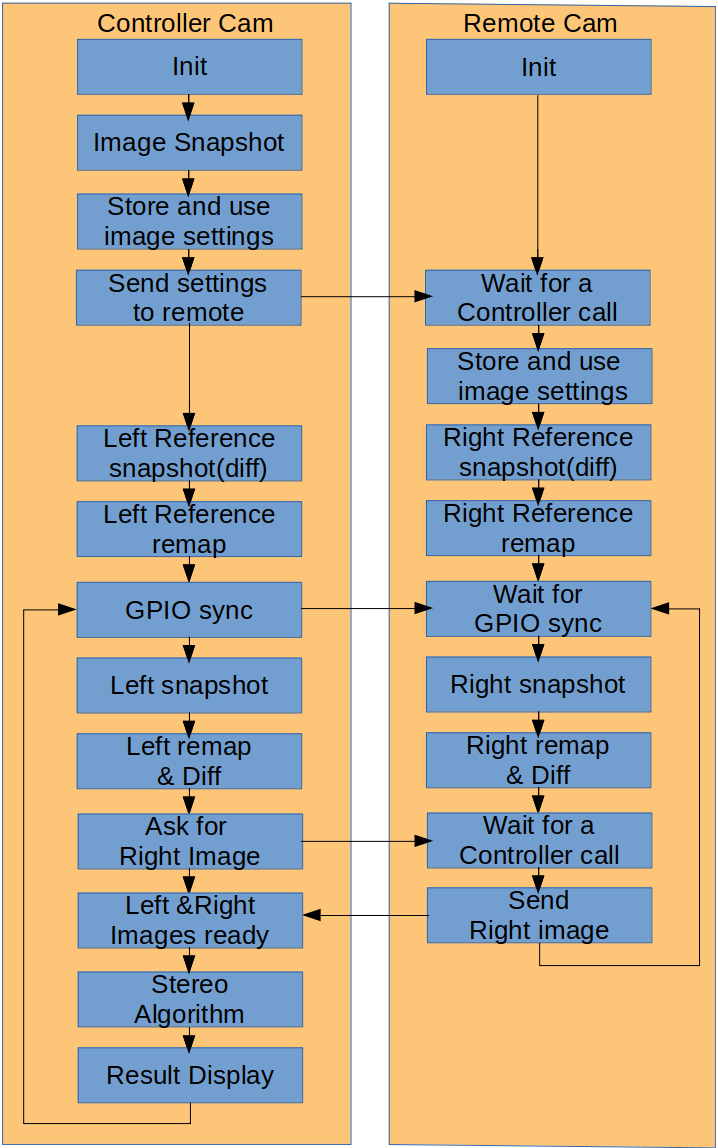 Controller Cam
Init
Image Snapshot
Store and use
image settings
Send settings
to remote
Left Reference
snapshot(diff)
Left Reference
remap
GPIO sync
Left snapshot
Left remap
& Diff
Ask for
Right Image
Left &Right
Images ready
Stereo
Algorithm
Result Display
Remote Cam
Init
Wait for a
Controller call
Store and use
image settings
Right Reference
snapshot(diff)
Right Reference
remap
Wait for
GPIO sync
Right snapshot
Right remap
& Diff
Wait for a
Controller call
Send
Right image